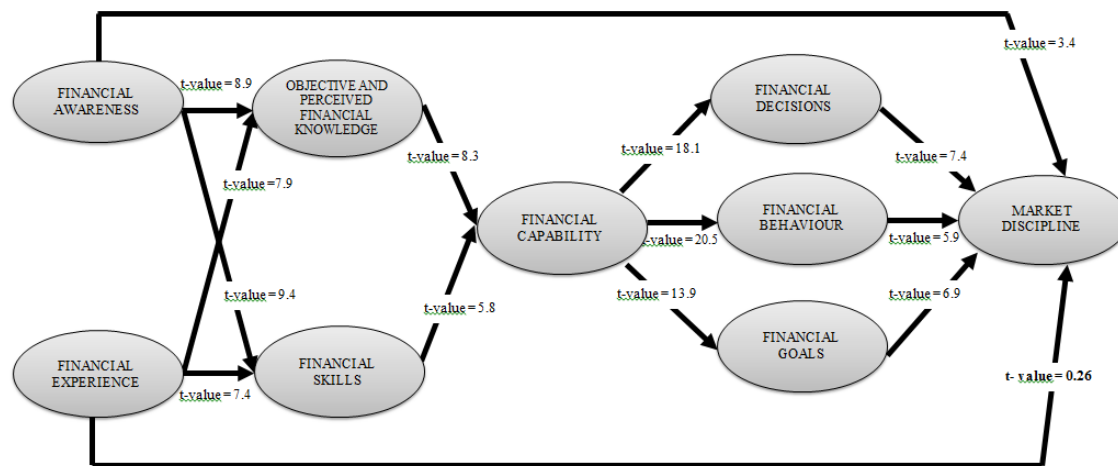 t-value = 3.4
FINANCIAL
AWARENESS
t-value = 8.9
OBJECTIVE AND
PERCEIVED
FINANCIAL
KNOWLEDGE
FINANCIAL
DECISIONS
t-value = 8.3
t-value = 18.1
t-value = 7.4
t-value = 7.9
FINANCIAL
CAPABILITY
FINANCIAL
BEHAVIOUR
MARKET
DISCIPLINE
t-value = 20.5
t-value = 5.9
t-value = 9.4
t-value = 5.8
t-value = 13.9
t-value = 6.9
FINANCIAL
EXPERIENCE
FINANCIAL
SKILLS
FINANCIAL
GOALS
t-value = 7.4
t- value = 0.26